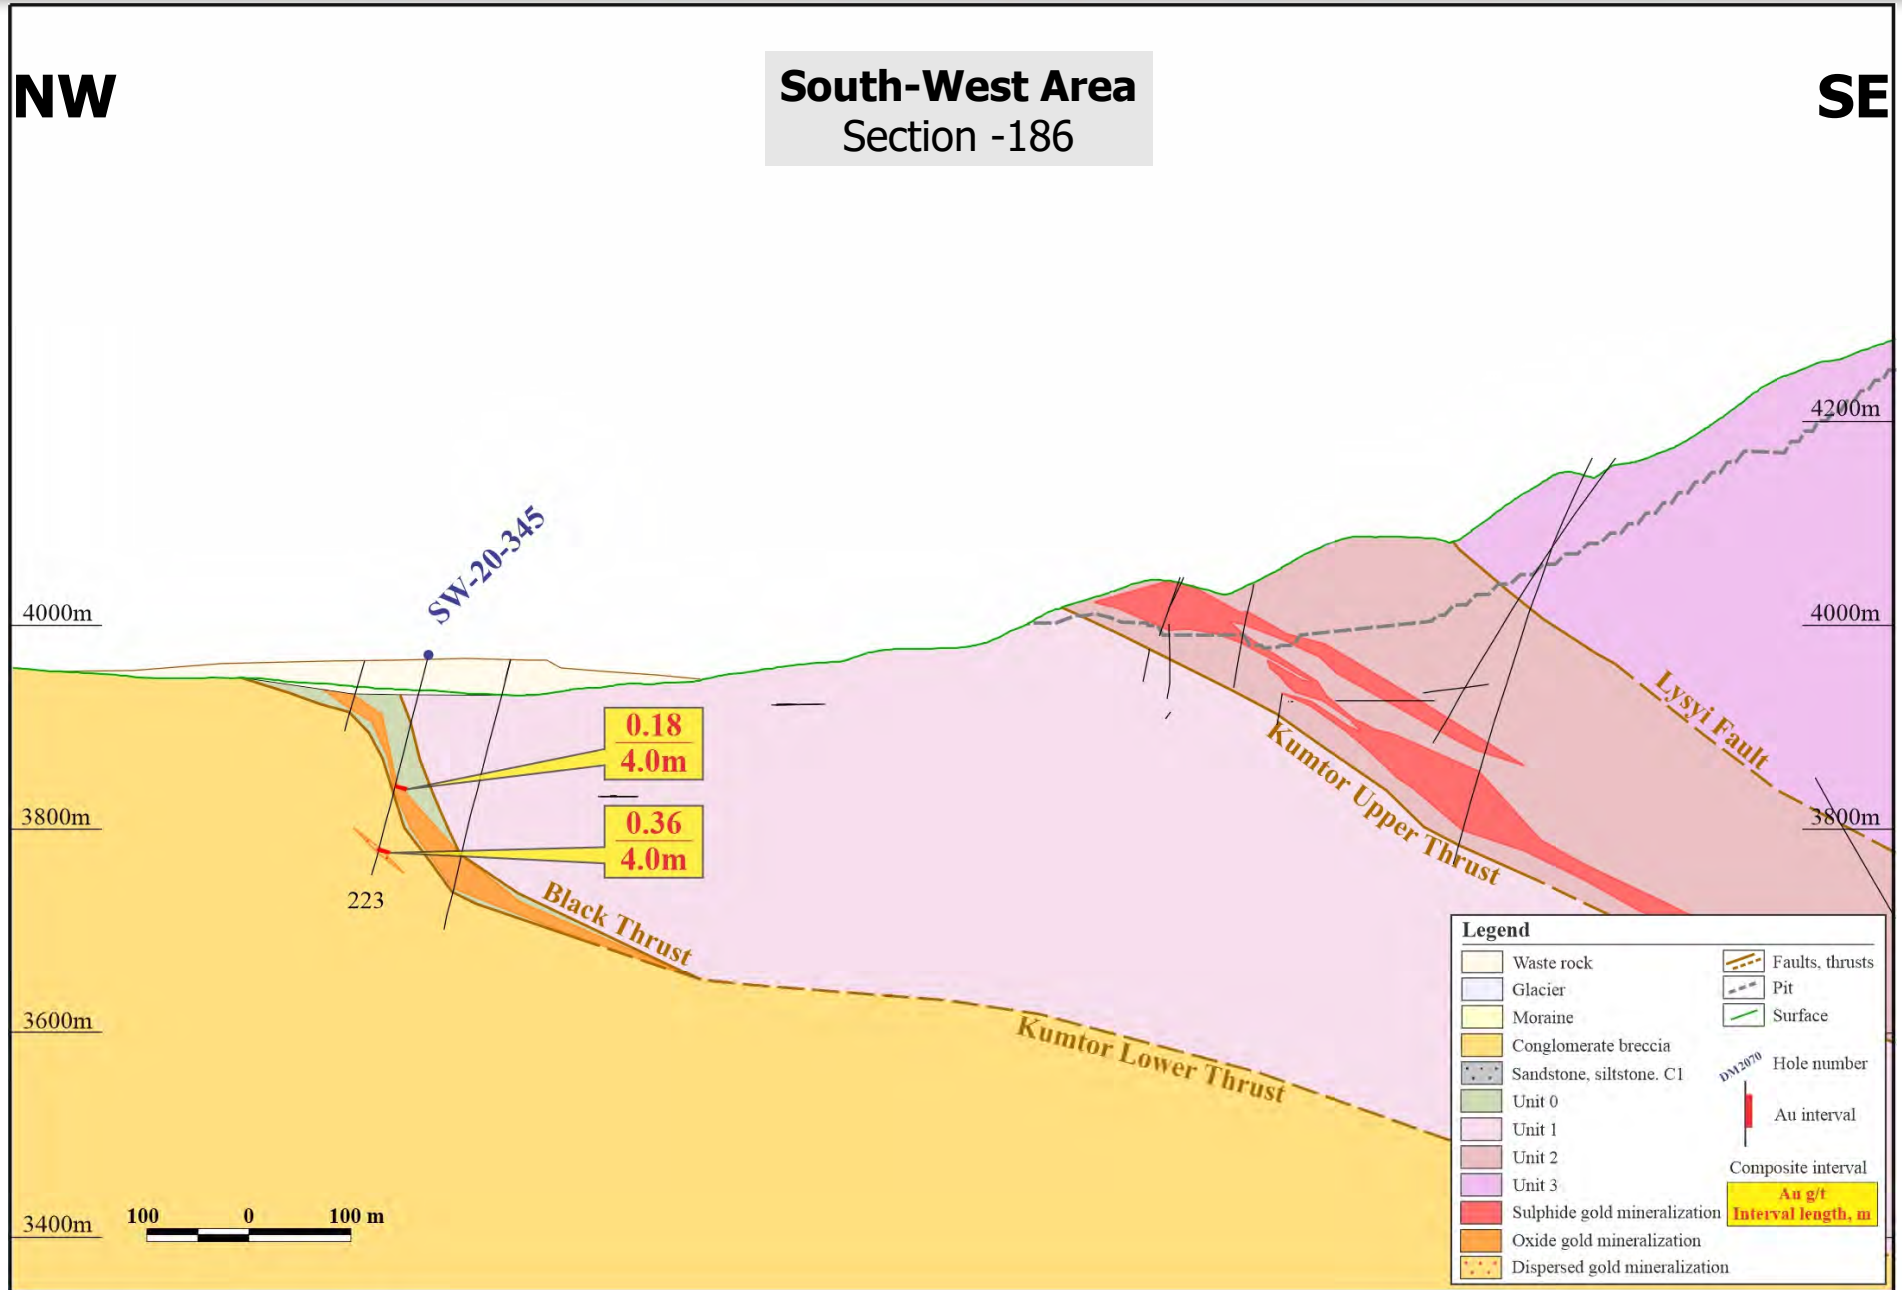 NW
South-West Area
Section -186
SE
4200m
SW-20-345
4000m
4000m
Lysyi Fault
0.18
4.0m
Kumtor Upper Thrust
3800m
3800m
0.36
4.0m
223
Black Thrust
3600m
Kumtor Lower Thrust
3400m
100 0 100 m
Legend
Waste rock
Glacier
Moraine
Conglomerate breccia
Sandstone, siltstone. C1
Unit 0
Unit 1
Unit 2
Unit 3
Sulphide gold mineralization
Oxide gold mineralization
Dispersed gold mineralization
Faults, thrusts
Pit
Surface
DM2070
Hole number
Au interval
Composite interval
Au g/t
Interval length, m